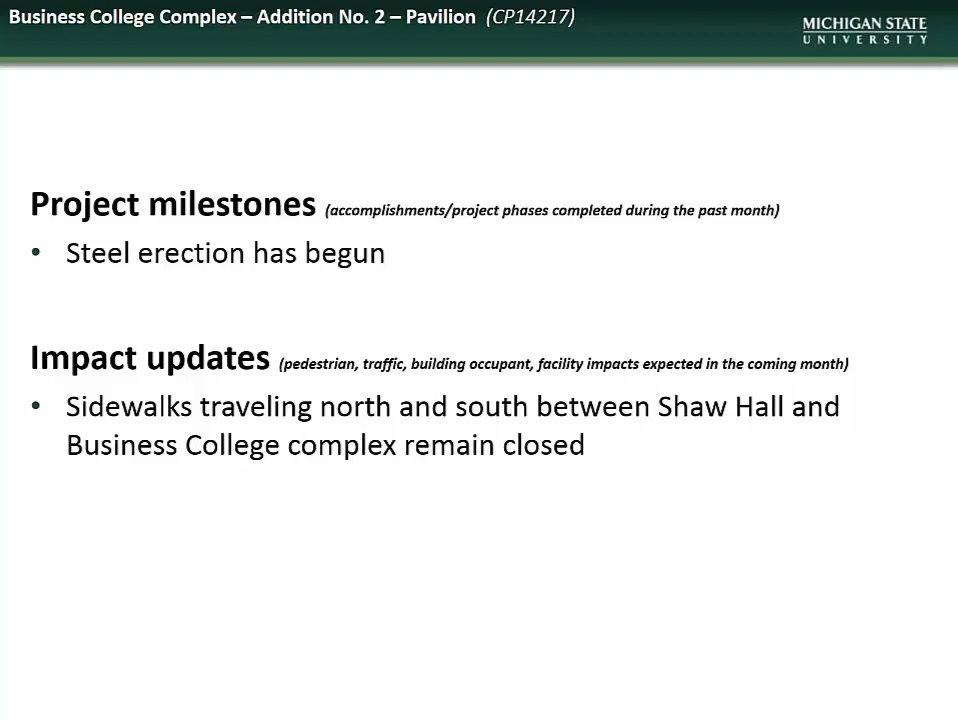 Business College Complex – Addition No. 2 – Pavilion (CP14217)
MICHIGAN STATE
UNIVERSITY
Project milestones (accomplishments/project phases completed during the past month)
• Steel erection has begun
Impact updates (pedestrian, traffic, building occupant, facility impacts expected in the coming month)
• Sidewalks traveling north and south between Shaw Hall and
Business College complex remain closed